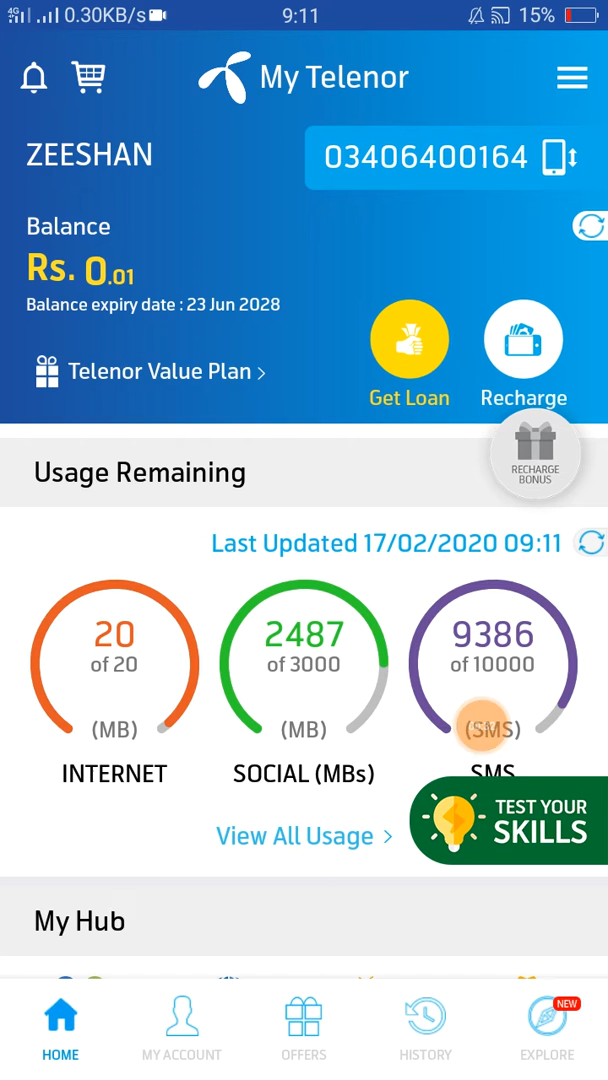 4G 0.30KB/s 9:11 15%
My Telenor
ZEESHAN 03406400164
Balance
Rs. 0.01
Balance expiry date : 23 Jun 2028
Telenor Value Plan >
Get Loan Recharge
RECHARGE
BONUS
Usage Remaining
Last Updated 17/02/2020 09:11
20 2487 9386
of 20 of 3000 of 10000
(MB) (MB) (SMS)
INTERNET SOCIAL (MBs) SMS
TEST YOUR
SKILLS
View All Usage >
My Hub
NEW
HOME MY ACCOUNT OFFERS HISTORY EXPLORE